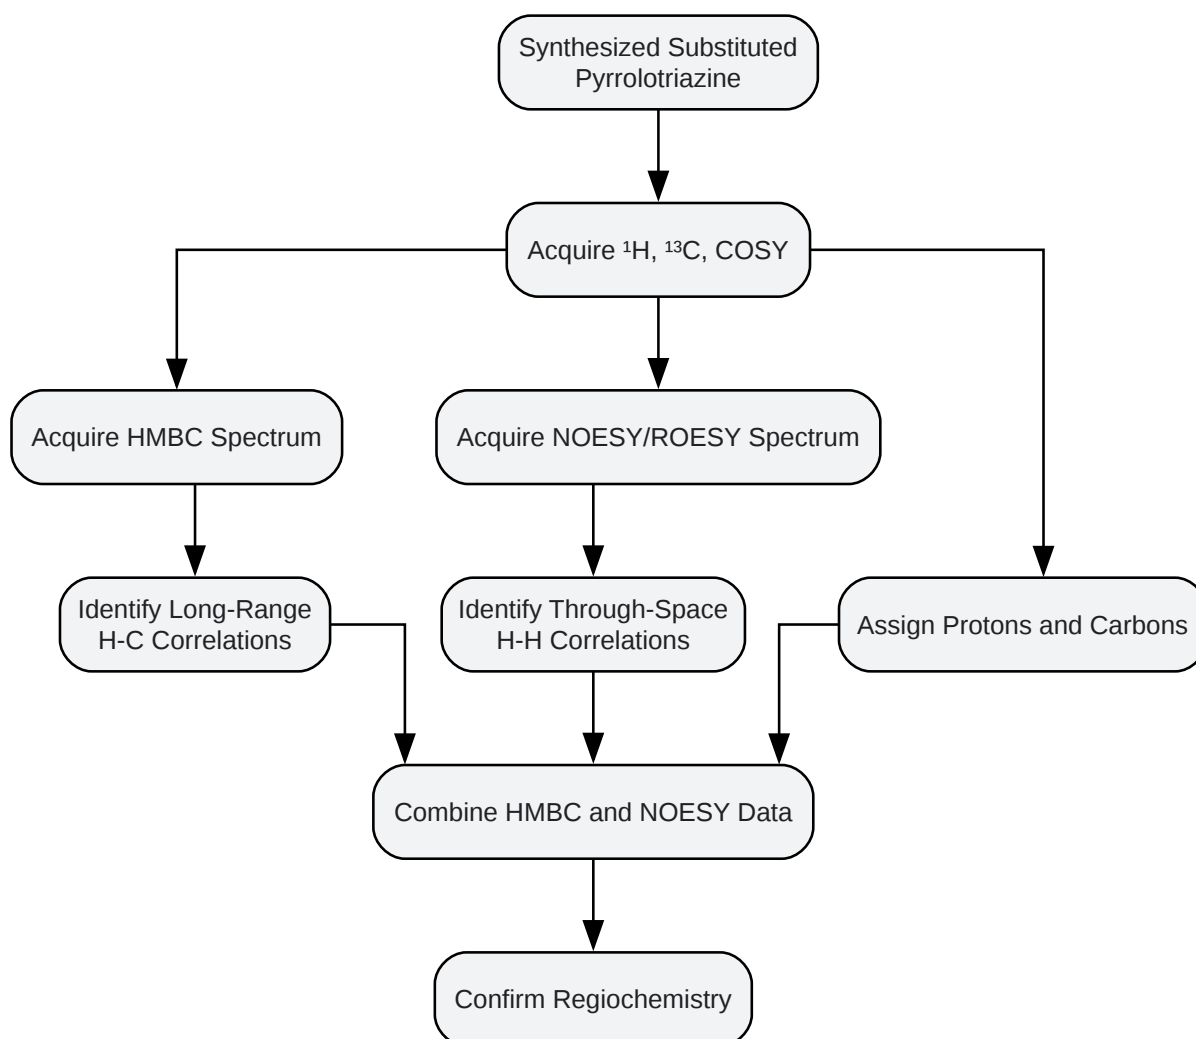 Synthesized Substituted
Pyrrolotriazine
Acquire ¹H, ¹³C, COSY
Acquire HMBC Spectrum
Acquire NOESY/ROESY Spectrum
Identify Long-Range
H-C Correlations
Identify Through-Space
H-H Correlations
Assign Protons and Carbons
Combine HMBC and NOESY Data
Confirm Regiochemistry